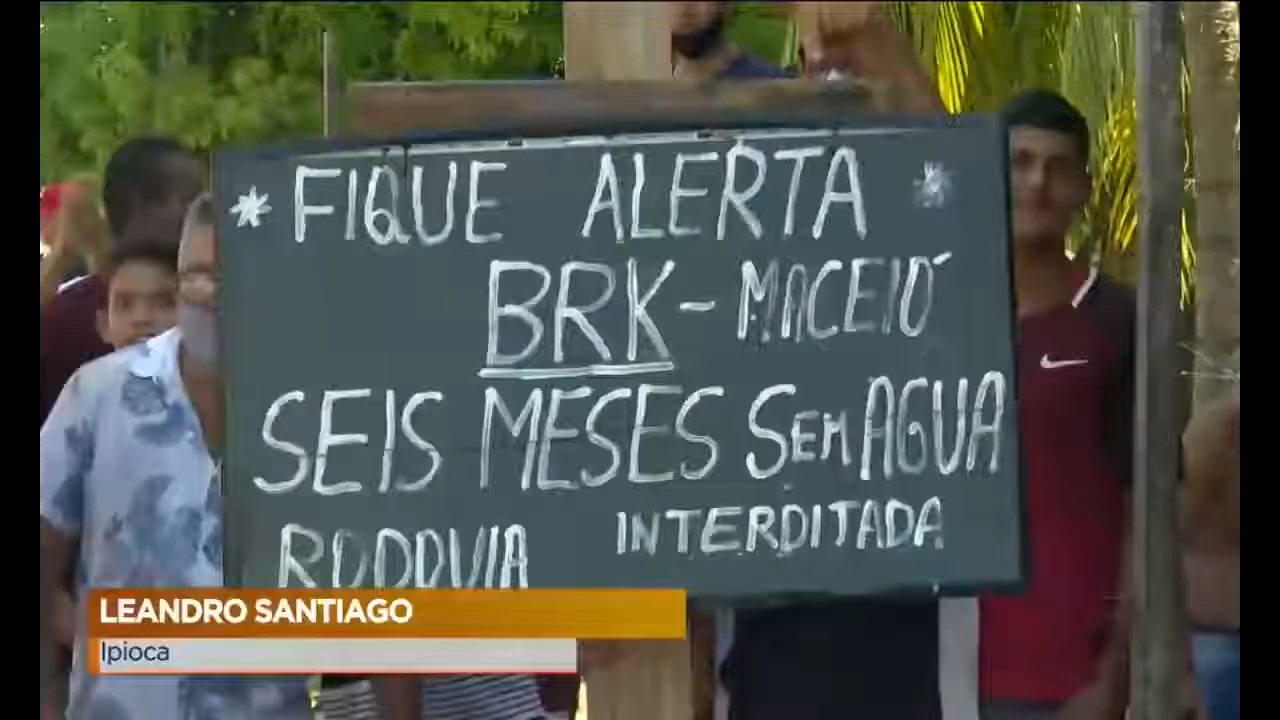 * FIQUE ALERTA *
BRK - MACEIÓ
SEIS MESES SEM AGUA
RODOVIA INTERDITADA
LEANDRO SANTIAGO
Ipioca